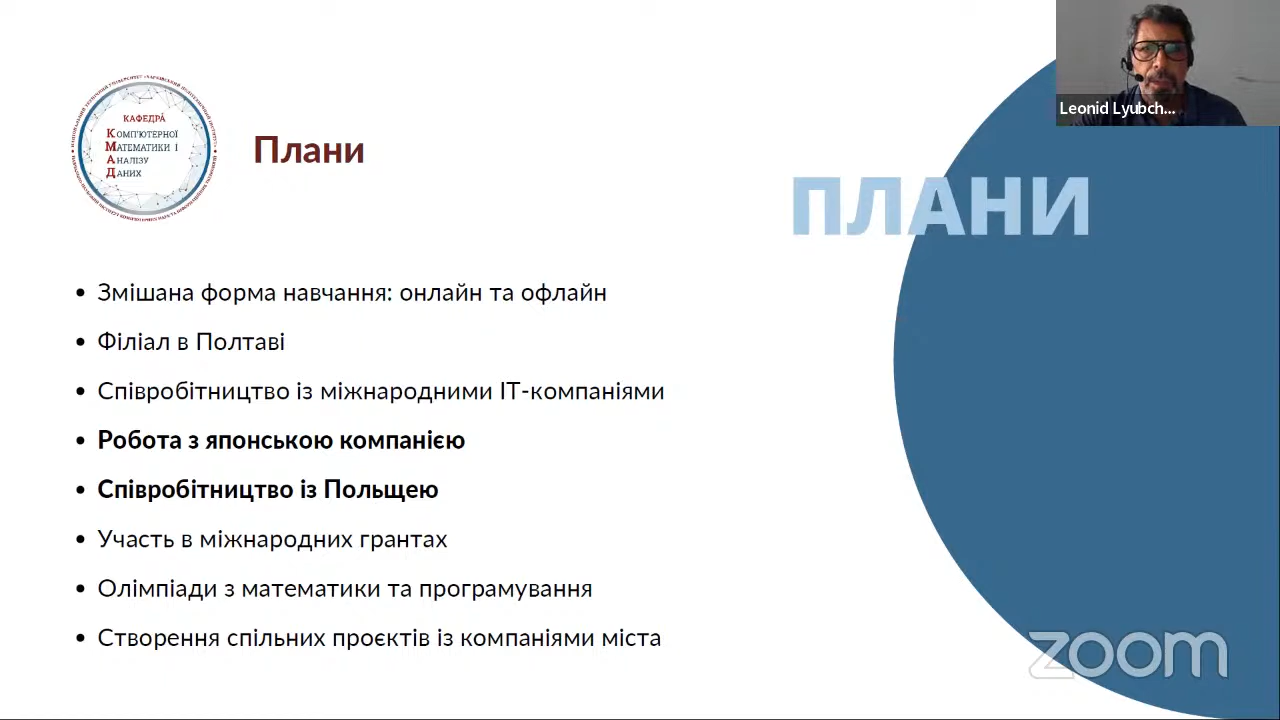 КАФЕДРА
КОМП'ЮТЕРНОЇ
МАТЕМАТИКИ І
АНАЛІЗУ
ДАНИХ
Плани
ПЛАНИ
Leonid Lyubch...
• Змішана форма навчання: онлайн та офлайн
• Філіал в Полтаві
• Співробітництво із міжнародними ІТ-компаніями
• Робота з японською компанією
• Співробітництво із Польщею
• Участь в міжнародних грантах
• Олімпіади з математики та програмування
• Створення спільних проєктів із компаніями міста
zoom